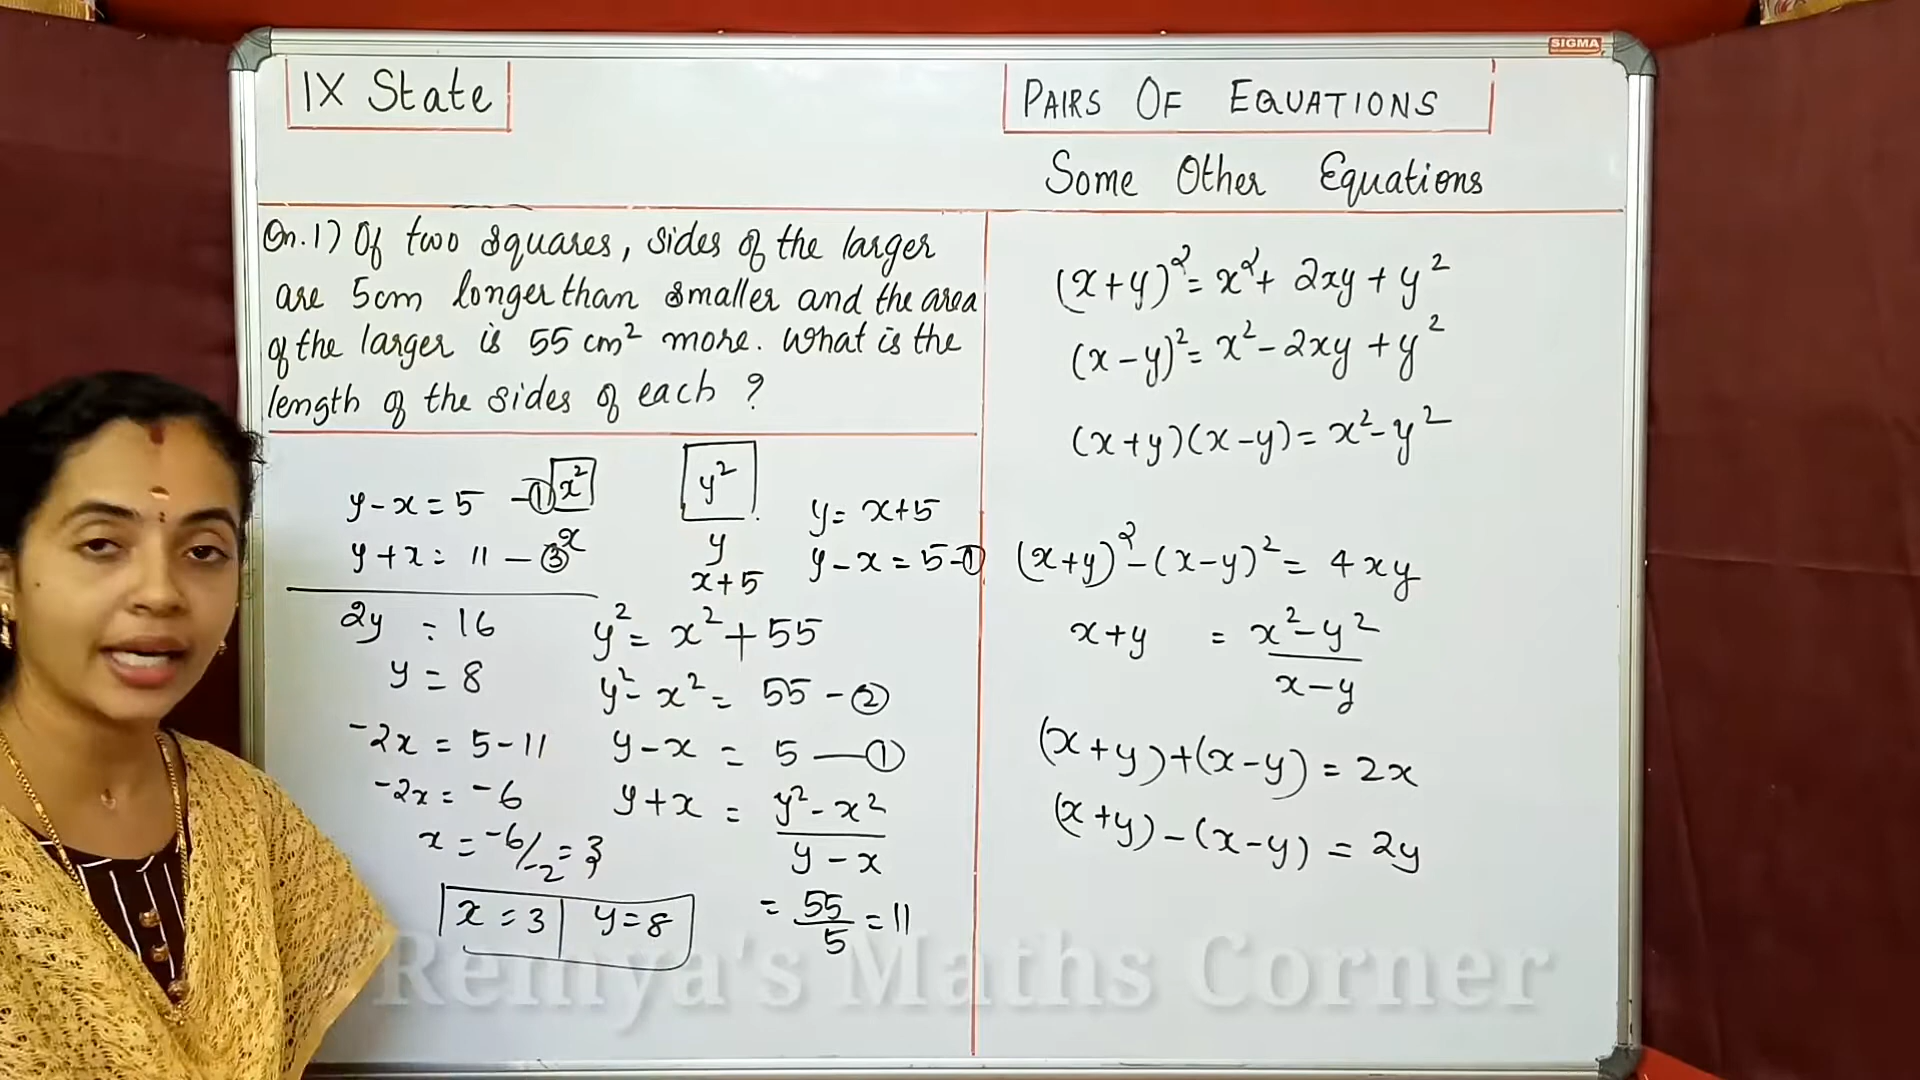 SIGMA
IX State
PAIRS OF EQUATIONS
Some Other Equations
Qn.1) Of two squares, sides of the larger
are 5cm longer than smaller and the area
of the larger is 55 cm² more. What is the
length of the sides of each ?
y - x = 5 - ①
y + x = 11 - ③
2y = 16
y = 8
-2x = 5 - 11
-2x = -6
x = -6/-2 = 3
x = 3 | y = 8
x²
x
y²
y
x+5
y = x+5
y - x = 5 - ①
y² = x² + 55
y² - x² = 55 - ②
y - x = 5 — ①
y + x = y² - x²
y - x
= 55/5 = 11
(x+y)² = x² + 2xy + y²
(x-y)² = x² - 2xy + y²
(x+y)(x-y) = x² - y²
(x+y)² - (x-y)² = 4xy
x+y = x² - y²
x-y
(x+y)+(x-y) = 2x
(x+y)-(x-y) = 2y
Remya's Maths Corner